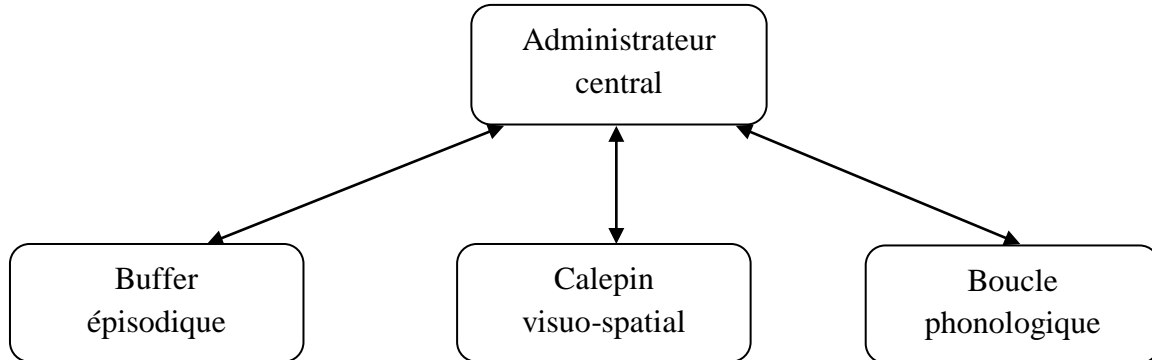 Administrateur
central
Buffer
épisodique
Calepin
visuo-spatial
Boucle
phonologique